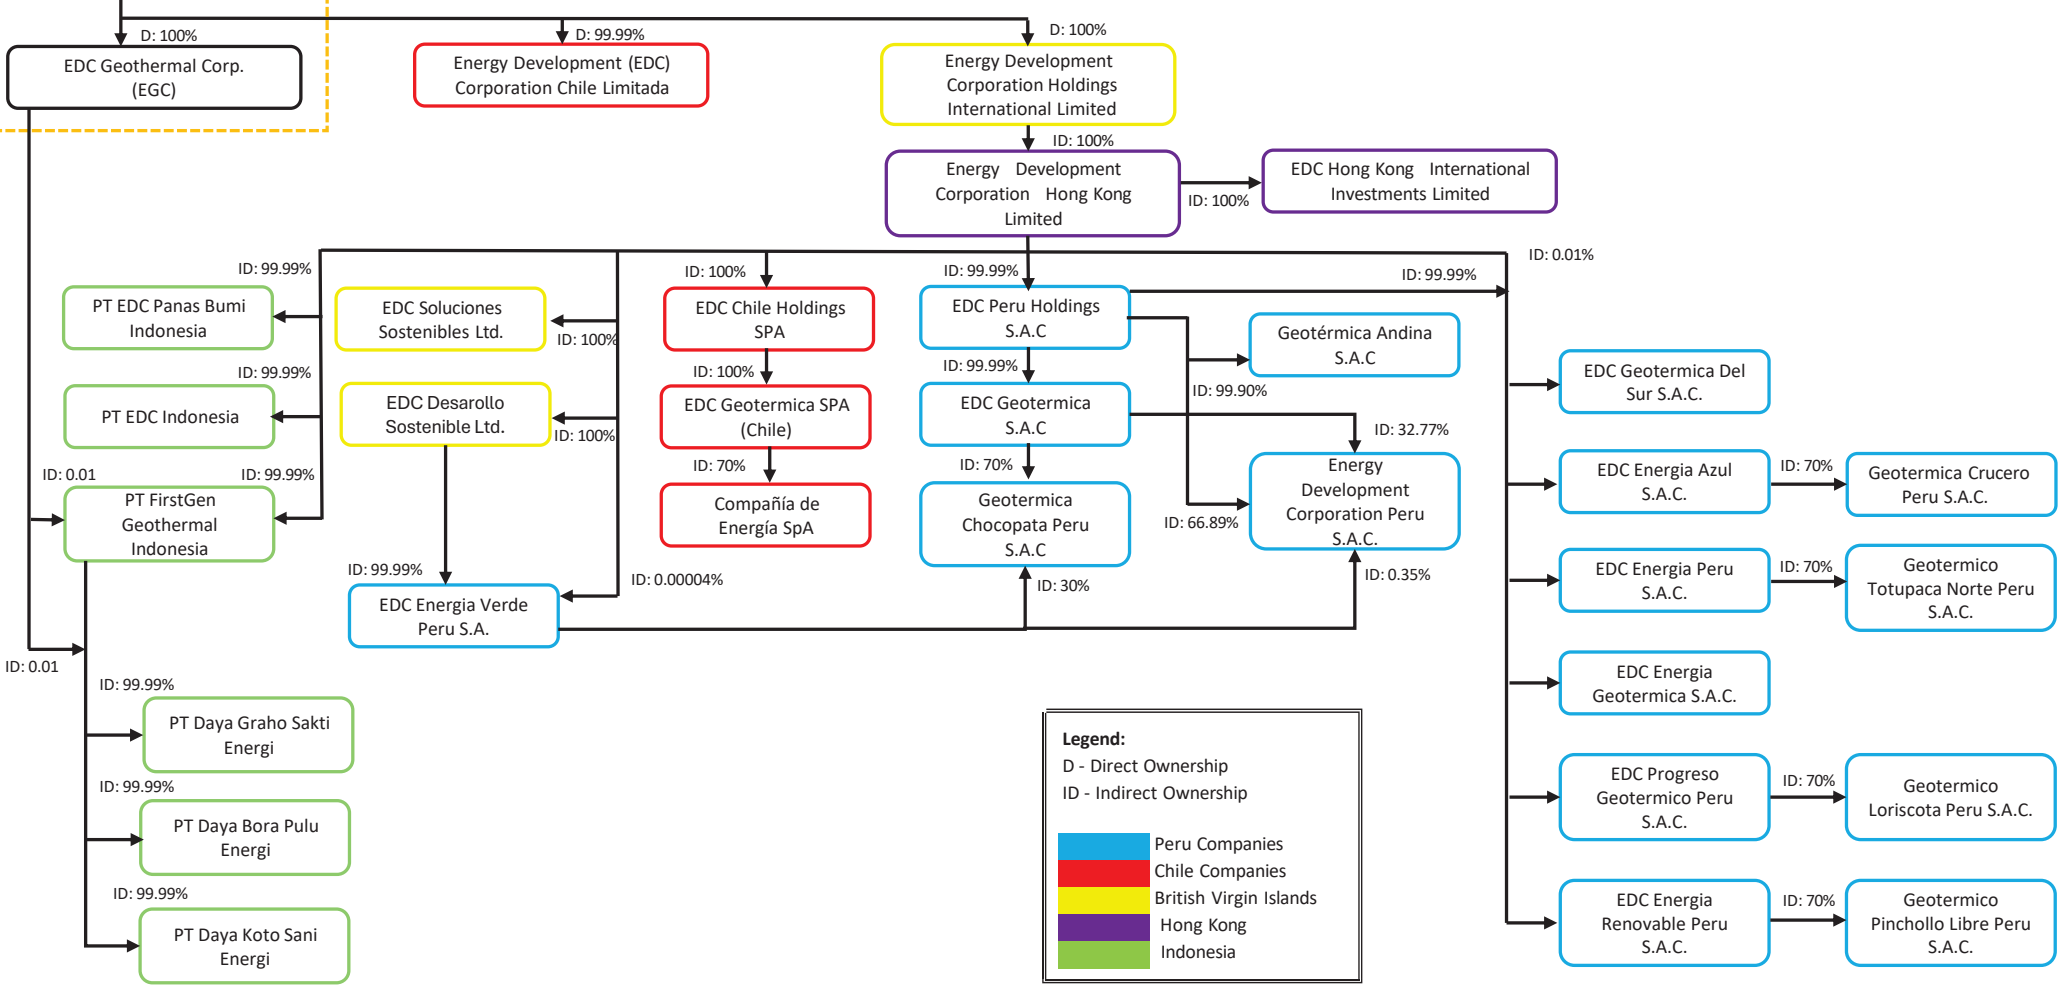 D: 100%
D: 99.99%
D: 100%
EDC Geothermal Corp.
(EGC)
Energy Development (EDC)
Corporation Chile Limitada
Energy Development
Corporation Holdings
International Limited
ID: 100%
Energy Development
Corporation Hong Kong
Limited
ID: 100%
EDC Hong Kong International
Investments Limited
ID: 99.99%
ID: 100%
ID: 99.99%
ID: 99.99%
ID: 0.01%
PT EDC Panas Bumi
Indonesia
EDC Soluciones
Sostenibles Ltd.
ID: 100%
EDC Chile Holdings
SPA
EDC Peru Holdings
S.A.C
Geotérmica Andina
S.A.C
ID: 99.99%
ID: 100%
ID: 99.99%
ID: 99.90%
EDC Geotermica Del
Sur S.A.C.
PT EDC Indonesia
EDC Desarollo
Sostenible Ltd.
ID: 100%
EDC Geotermica SPA
(Chile)
EDC Geotermica
S.A.C
ID: 32.77%
ID: 0.01
ID: 99.99%
ID: 70%
ID: 70%
PT FirstGen
Geothermal
Indonesia
Compañía de
Energía SpA
Geotermica
Chocopata Peru
S.A.C
ID: 66.89%
Energy
Development
Corporation Peru
S.A.C.
EDC Energia Azul
S.A.C.
ID: 70%
Geotermica Crucero
Peru S.A.C.
ID: 99.99%
ID: 0.00004%
ID: 30%
ID: 0.35%
EDC Energia Verde
Peru S.A.
EDC Energia Peru
S.A.C.
ID: 70%
Geotermico
Totupaca Norte Peru
S.A.C.
ID: 0.01
ID: 99.99%
PT Daya Graho Sakti
Energi
EDC Energia
Geotermica S.A.C.
ID: 99.99%
PT Daya Bora Pulu
Energi
EDC Progreso
Geotermico Peru
S.A.C.
ID: 70%
Geotermico
Loriscota Peru S.A.C.
ID: 99.99%
PT Daya Koto Sani
Energi
EDC Energia
Renovable Peru
S.A.C.
ID: 70%
Geotermico
Pinchollo Libre Peru
S.A.C.
Legend:
D - Direct Ownership
ID - Indirect Ownership
Peru Companies
Chile Companies
British Virgin Islands
Hong Kong
Indonesia